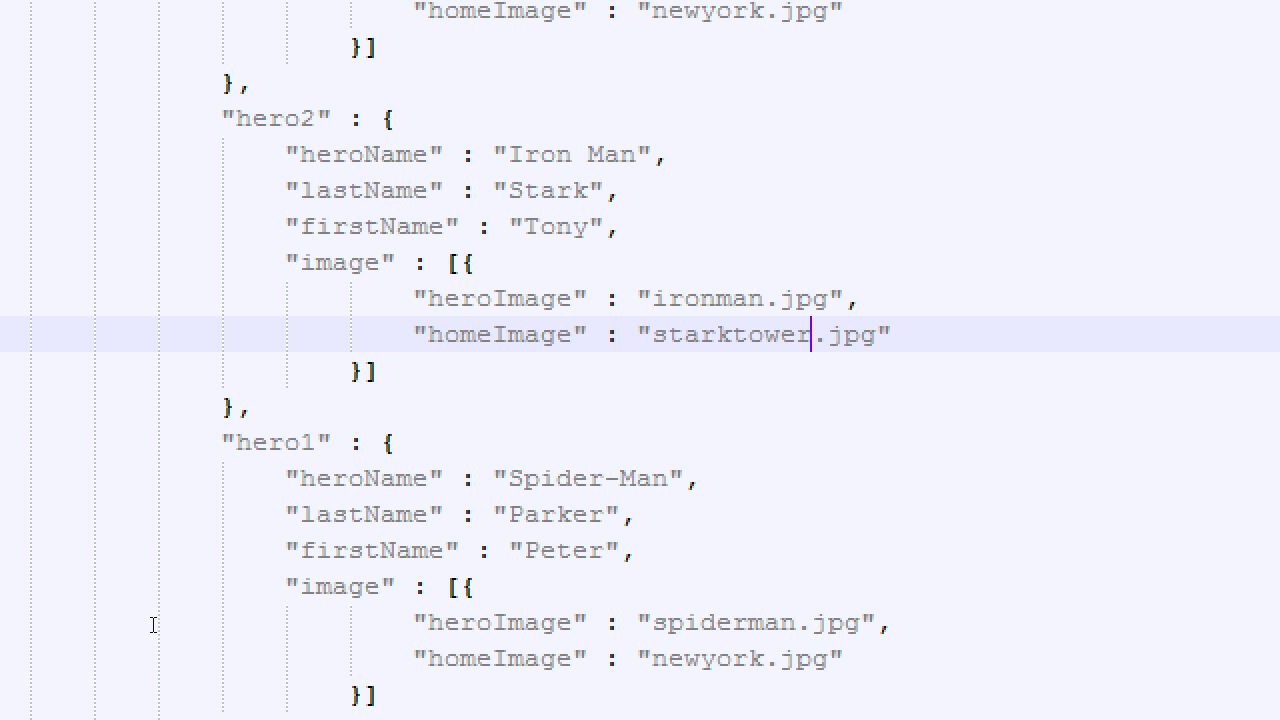 "homeImage" : "newyork.jpg"
}]
},
"hero2" : {
"heroName" : "Iron Man",
"lastName" : "Stark",
"firstName" : "Tony",
"image" : [{
"heroImage" : "ironman.jpg",
"homeImage" : "starktower.jpg"
}]
},
"hero1" : {
"heroName" : "Spider-Man",
"lastName" : "Parker",
"firstName" : "Peter",
"image" : [{
"heroImage" : "spiderman.jpg",
"homeImage" : "newyork.jpg"
}]